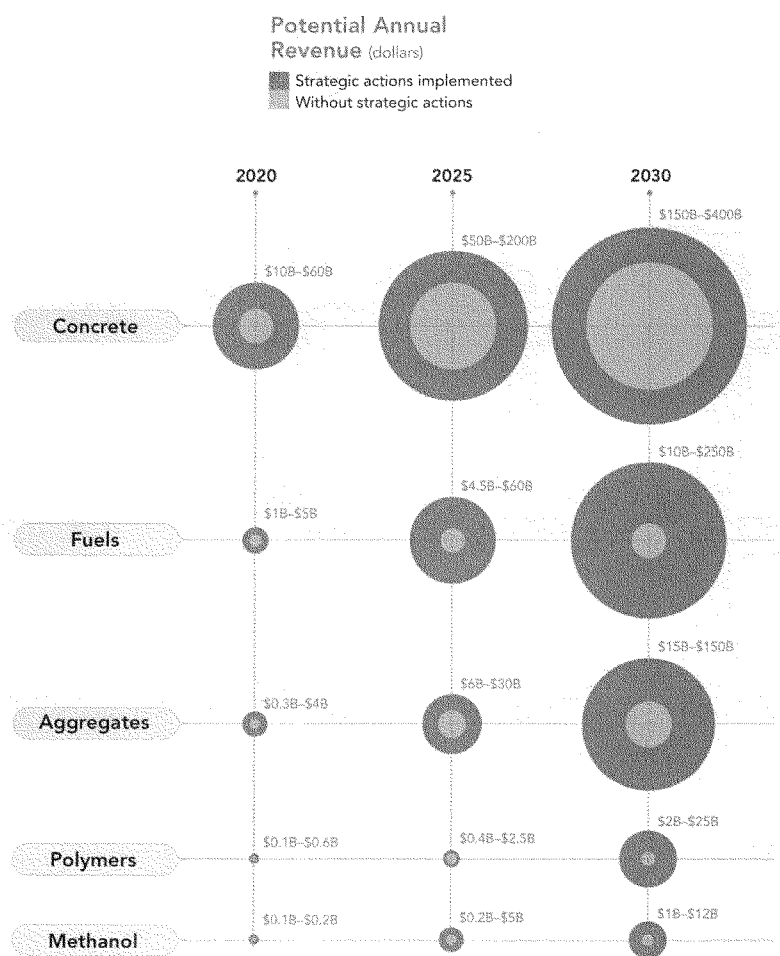 Potential Annual
Revenue (dollars)
Strategic actions implemented
Without strategic actions
2020 2025 2030
$150B–$400B
$50B–$200B
$10B–$60B
Concrete
$10B–$250B
$4.5B–$60B
$1B–$5B
Fuels
$15B–$150B
$6B–$30B
$0.3B–$4B
Aggregates
$0.1B–$0.6B $0.4B–$2.5B $2B–$25B
Polymers
$0.1B–$0.2B $0.2B–$5B $1B–$12B
Methanol